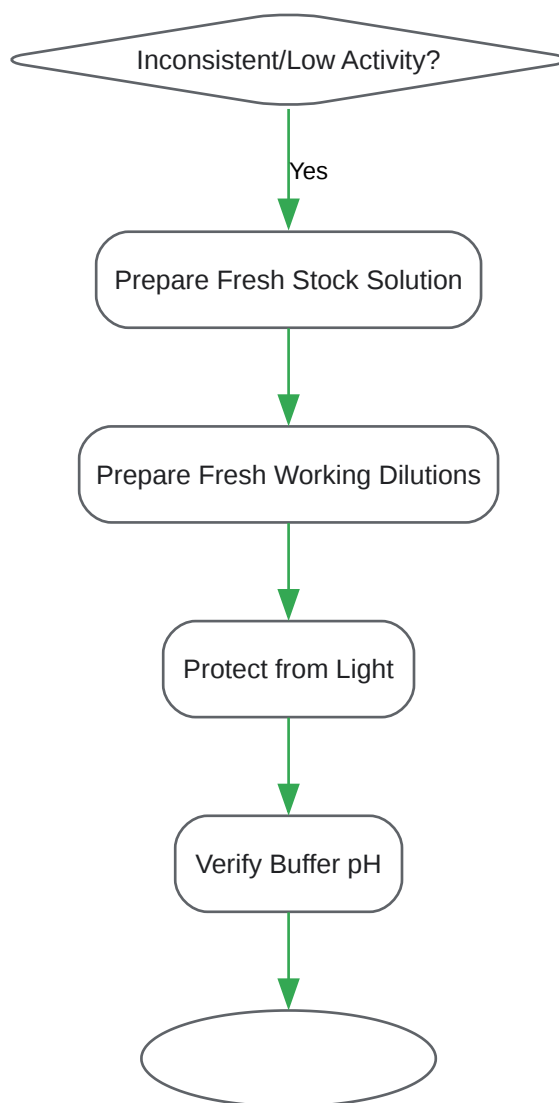 Inconsistent/Low Activity?
Yes
Prepare Fresh Stock Solution
Prepare Fresh Working Dilutions
Protect from Light
Verify Buffer pH